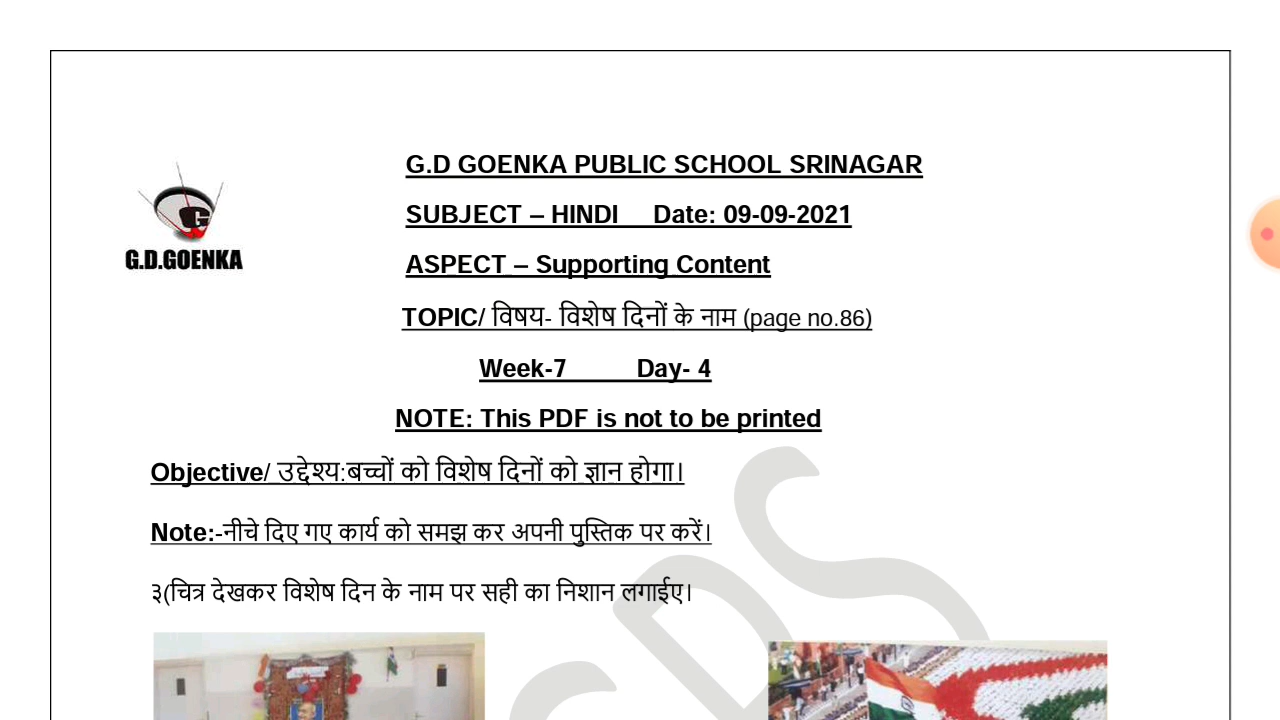 G.D GOENKA PUBLIC SCHOOL SRINAGAR
SUBJECT – HINDI Date: 09-09-2021
G
G.D.GOENKA
ASPECT – Supporting Content
TOPIC/ विषय- विशेष दिनों के नाम (page no.86)
Week-7 Day- 4
NOTE: This PDF is not to be printed
Objective/ उद्देश्य:बच्चों को विशेष दिनों को ज्ञान होगा।
Note:-नीचे दिए गए कार्य को समझ कर अपनी पुस्तिक पर करें।
३(चित्र देखकर विशेष दिन के नाम पर सही का निशान लगाईए।